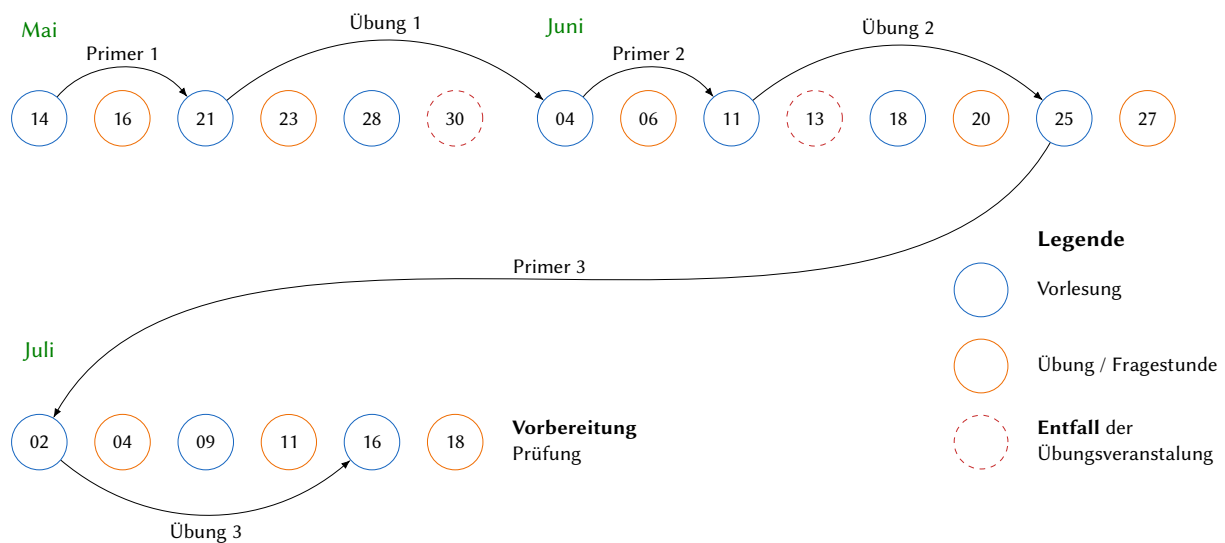 Mai
Juni
Übung 1
Übung 2
Primer 1
Primer 2
14
16
21
23
28
30
04
06
11
13
18
20
25
27
Primer 3
Juli
02
04
09
11
16
18
Vorbereitung
Prüfung
Übung 3
Legende
Vorlesung
Übung / Fragestunde
Entfall der
Übungsveranstalung